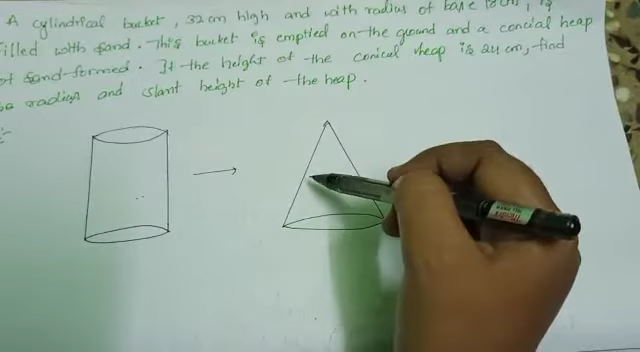 A cylindrical bucket, 32 cm high and with radius of base 18 cm, is
filled with sand. This bucket is emptied on the ground and a concial heap
of sand formed. If the height of the conical heap is 24 cm, find
radius and slant height of the heap.